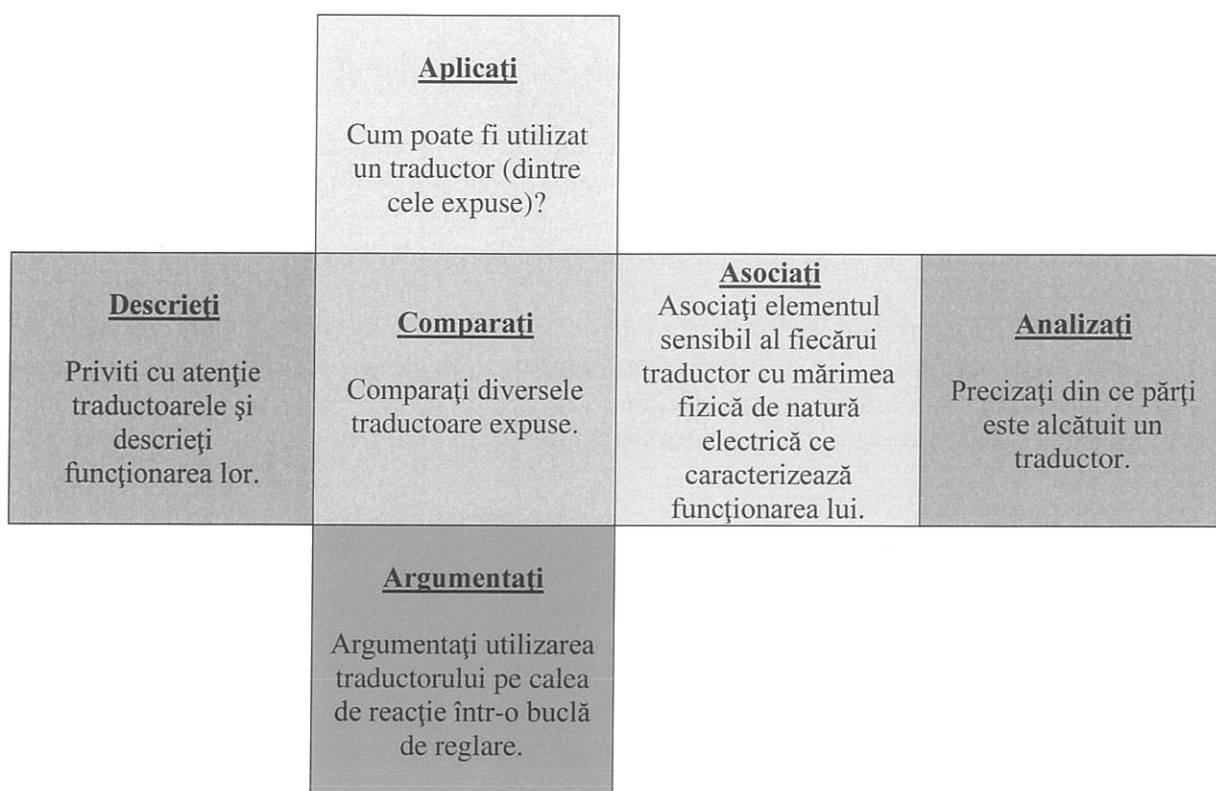 Aplicaţi
Cum poate fi utilizat
un traductor (dintre
cele expuse)?
Descrieţi
Priviti cu atenţie
traductoarele şi
descrieţi
funcţionarea lor.
Comparaţi
Comparaţi diversele
traductoare expuse.
Asociaţi
Asociaţi elementul
sensibil al fiecărui
traductor cu mărimea
fizică de natură
electrică ce
caracterizează
funcţionarea lui.
Analizaţi
Precizaţi din ce părţi
este alcătuit un
traductor.
Argumentaţi
Argumentaţi utilizarea
traductorului pe calea
de reacţie într-o buclă
de reglare.